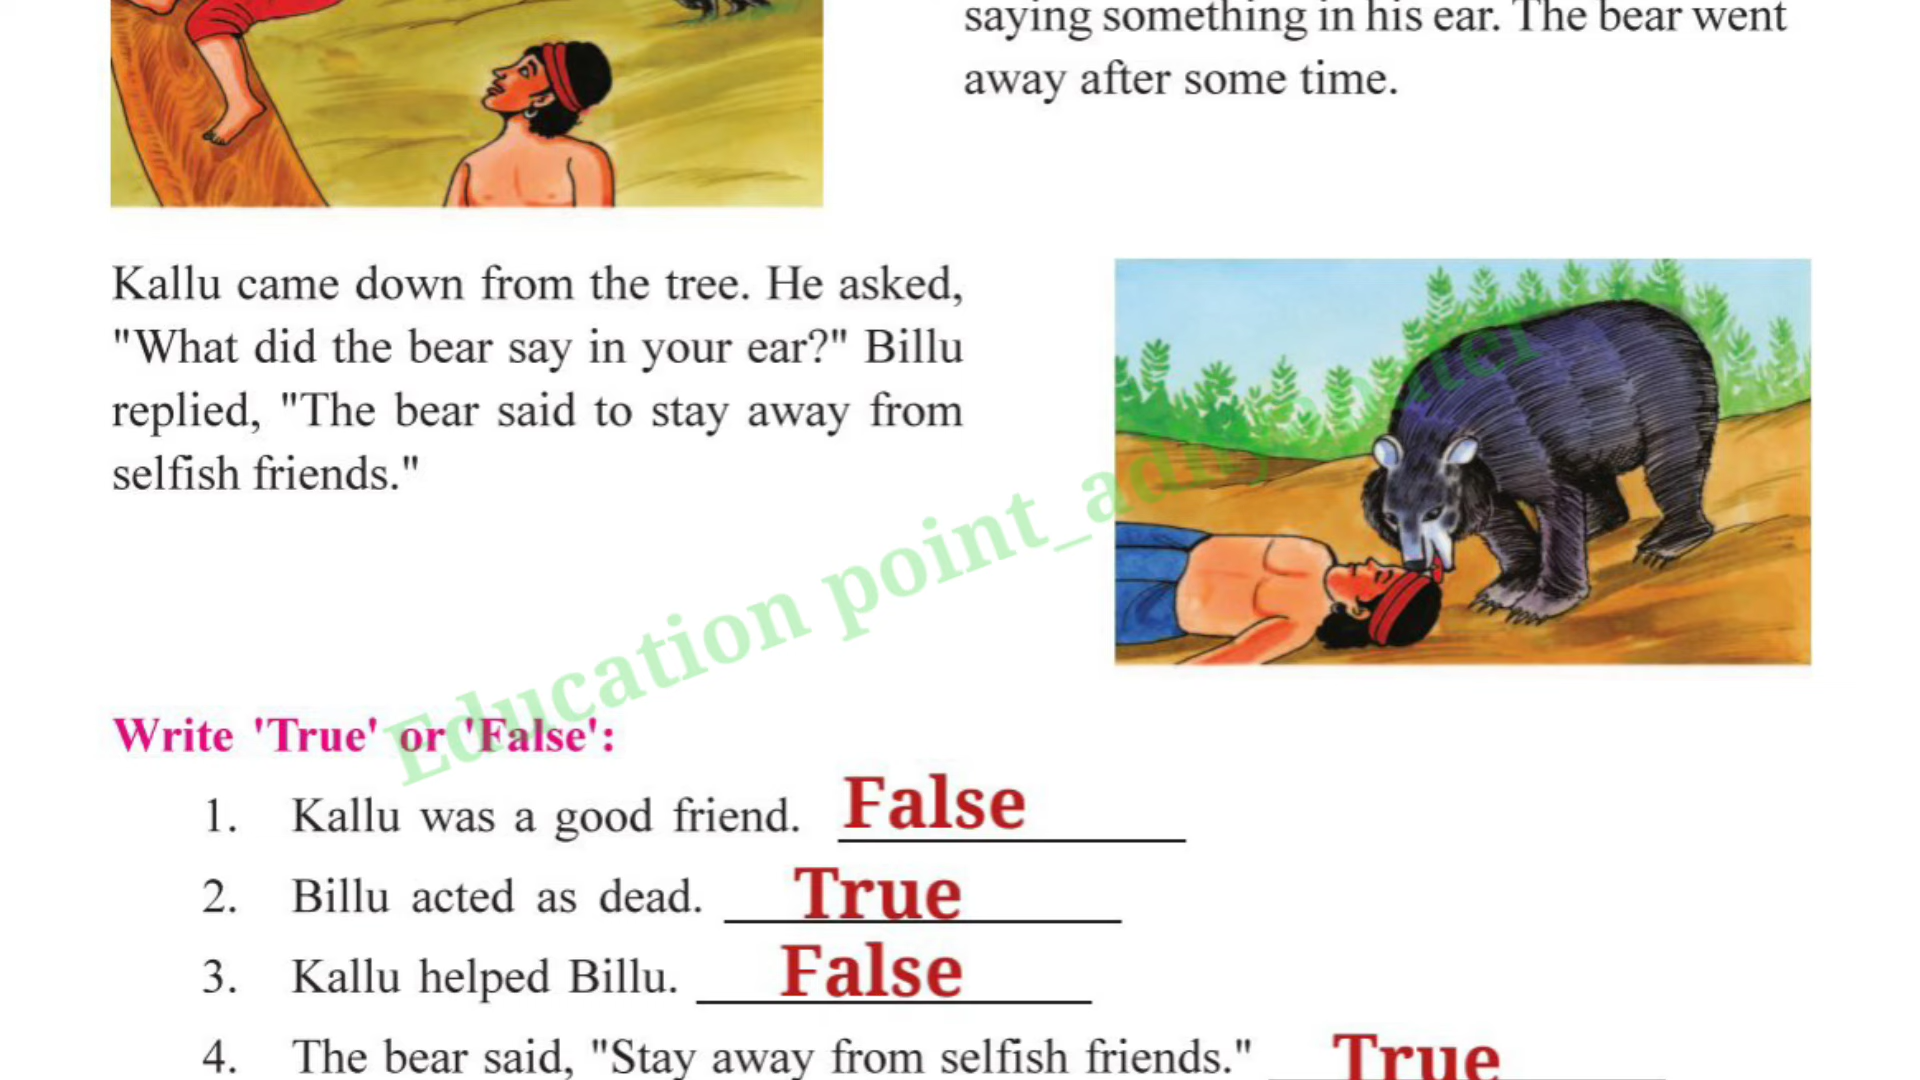 saying something in his ear. The bear went
away after some time.
Kallu came down from the tree. He asked,
"What did the bear say in your ear?" Billu
replied, "The bear said to stay away from
selfish friends."
Education point_
Write 'True' or 'False':
1. Kallu was a good friend. False
2. Billu acted as dead. True
3. Kallu helped Billu. False
4. The bear said, "Stay away from selfish friends." True